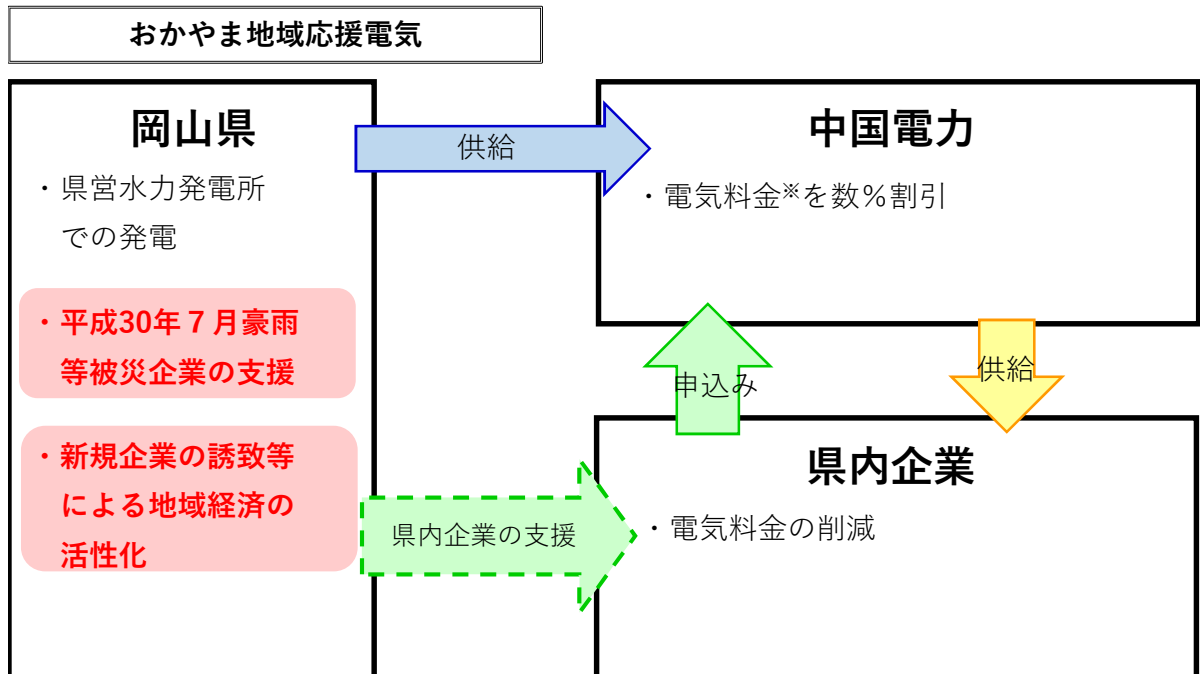 おかやま地域応援電気
岡山県
・県営水力発電所
での発電
・平成30年７月豪雨
等被災企業の支援
・新規企業の誘致等
による地域経済の
活性化
供給
中国電力
・電気料金※を数%割引
申込み
供給
県内企業の支援
県内企業
・電気料金の削減